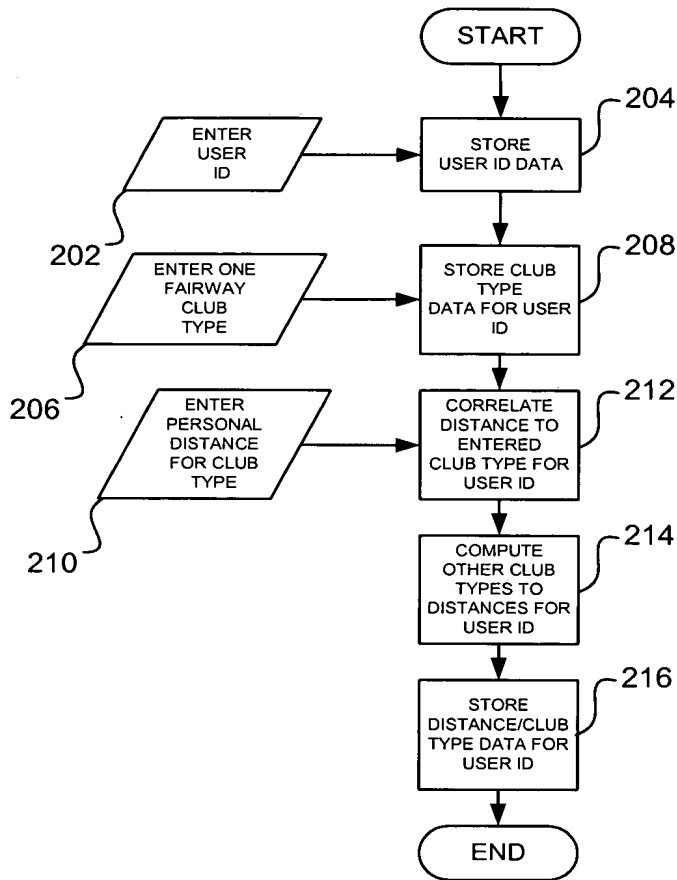 START
204
ENTER
USER
ID
STORE
USER ID DATA
202
208
ENTER ONE
FAIRWAY
CLUB
TYPE
STORE CLUB
TYPE
DATA FOR USER
ID
206
212
ENTER
PERSONAL
DISTANCE
FOR CLUB
TYPE
CORRELATE
DISTANCE TO
ENTERED
CLUB TYPE FOR
USER ID
210
214
COMPUTE
OTHER CLUB
TYPES TO
DISTANCES FOR
USER ID
216
STORE
DISTANCE/CLUB
TYPE DATA FOR
USER ID
END